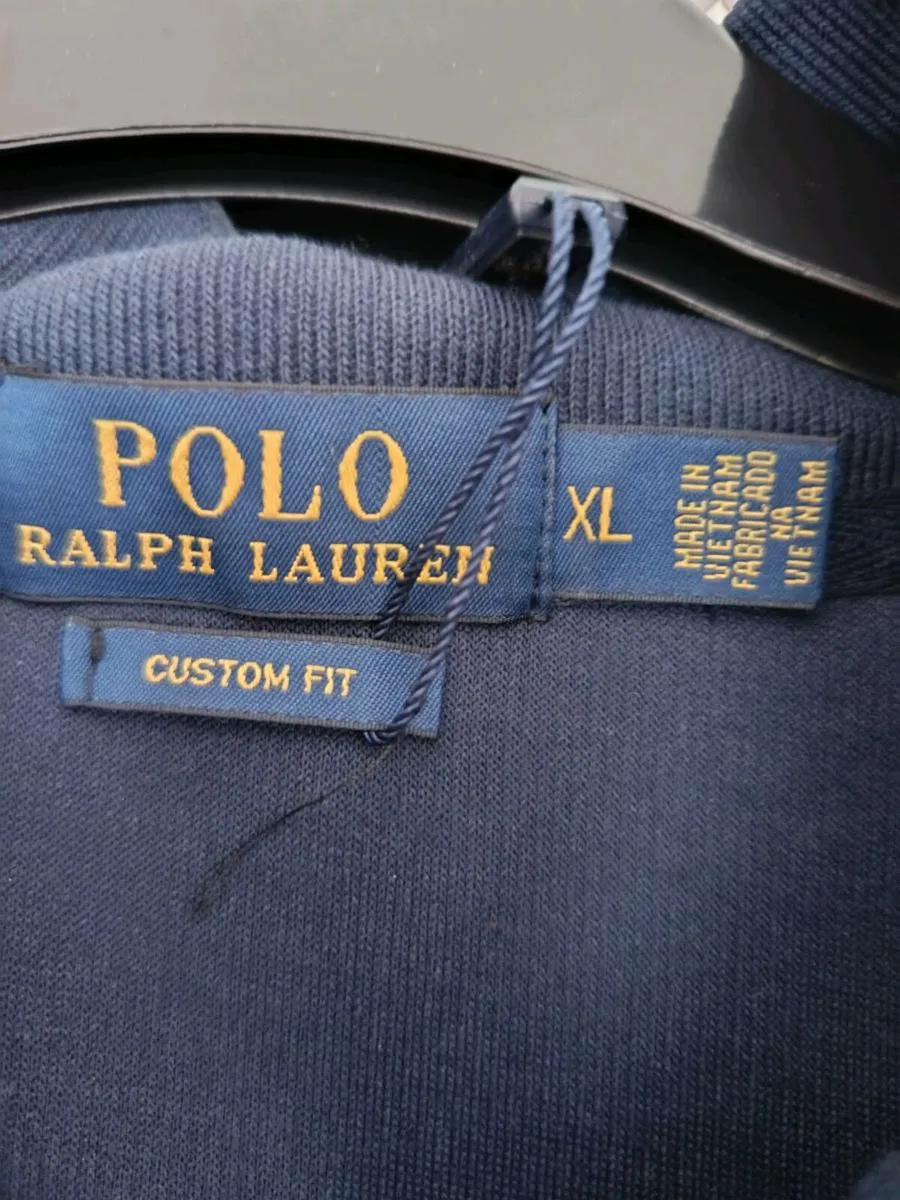 POLO
RALPH LAUREN
XL
MADE IN
VIETNAM
FABRICADO
NA
VIETNAM
CUSTOM FIT